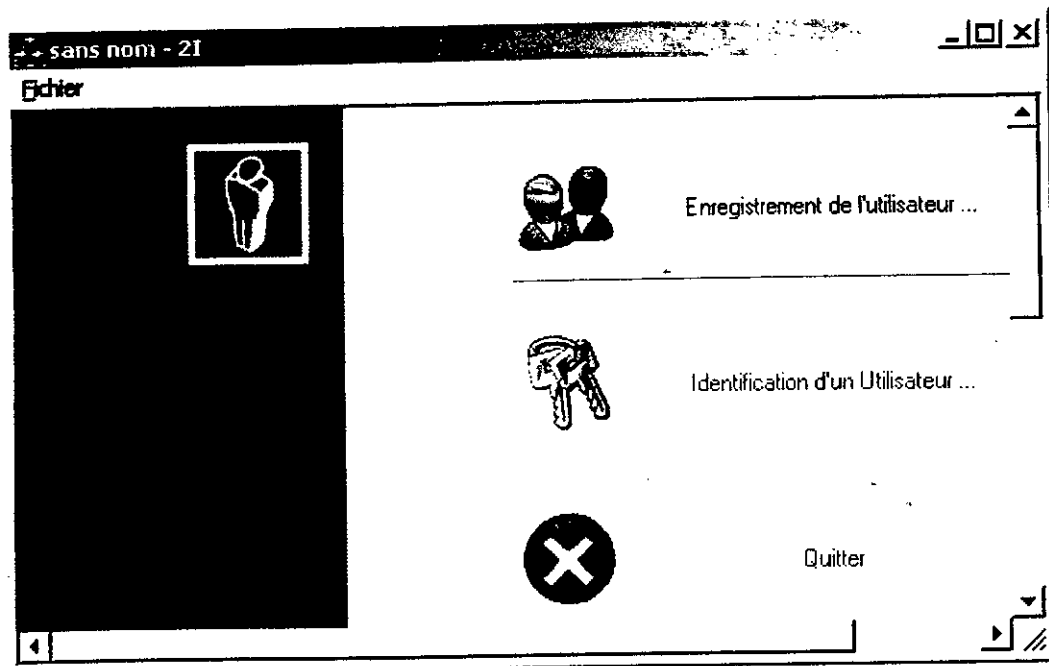 sans nom - 2I
Fichier
Enregistrement de l'utilisateur ...
Identification d'un Utilisateur ...
Quitter